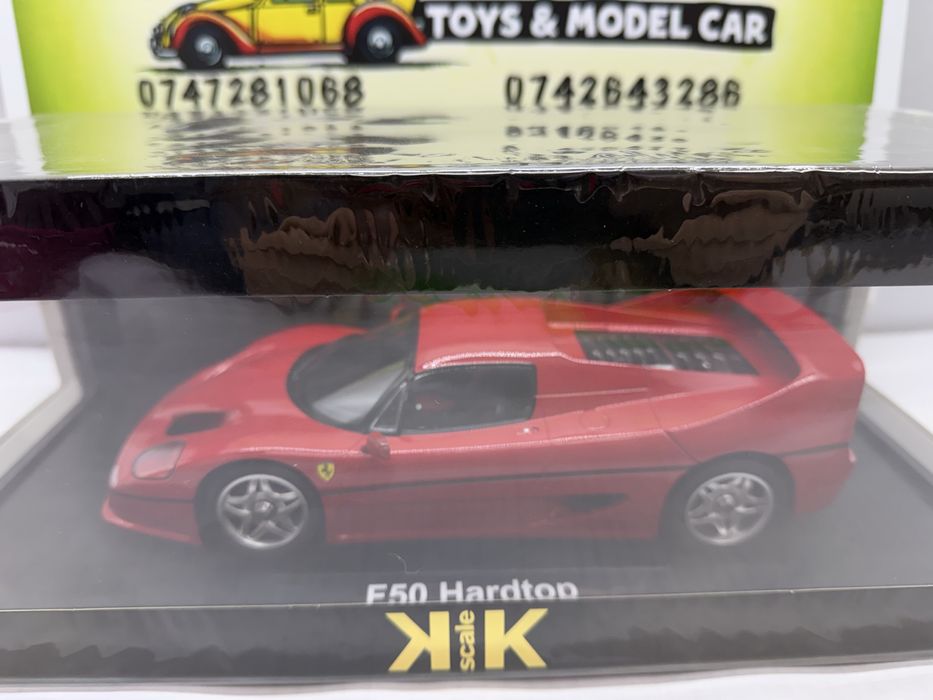 TOYS & MODEL CAR
0747281068 0742643286
F50 Hardtop
KK scale